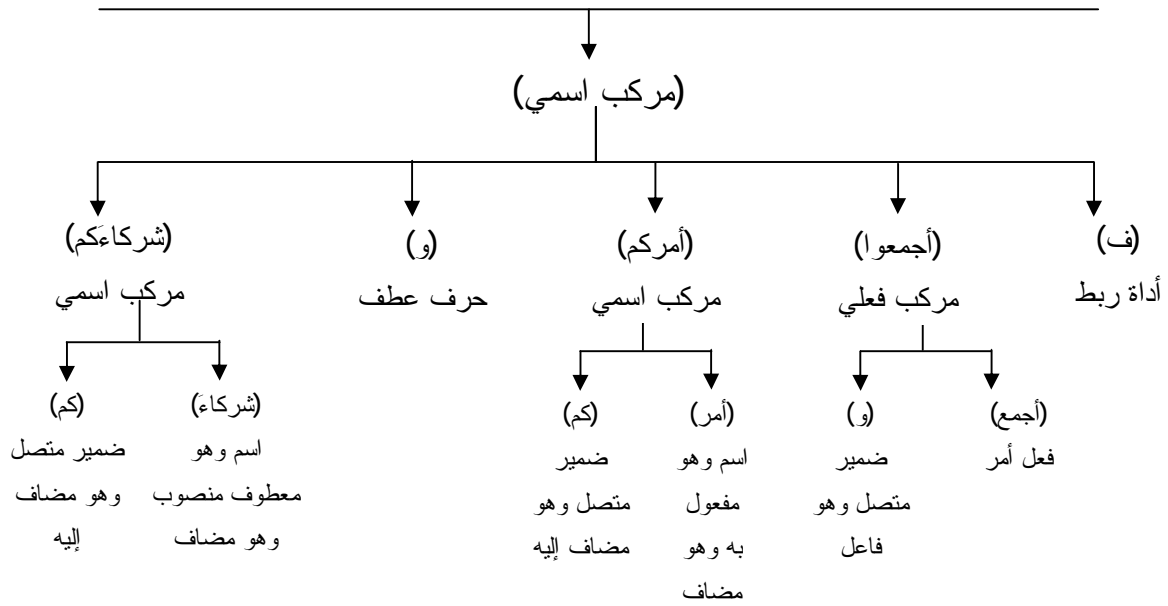 (مركب اسمي)
(ف)
أداة ربط
(أجمعوا)
مركب فعلي
(أمركم)
مركب اسمي
(و)
حرف عطف
(شركاءَكم)
مركب اسمي
(أجمع)
فعل أمر
(و)
ضمير
متصل وهو
فاعل
(أمر)
اسم وهو
مفعول
به وهو
مضاف
(كم)
ضمير
متصل وهو
مضاف إليه
(شركاءَ)
اسم وهو
معطوف منصوب
وهو مضاف
(كم)
ضمير متصل
وهو مضاف
إليه